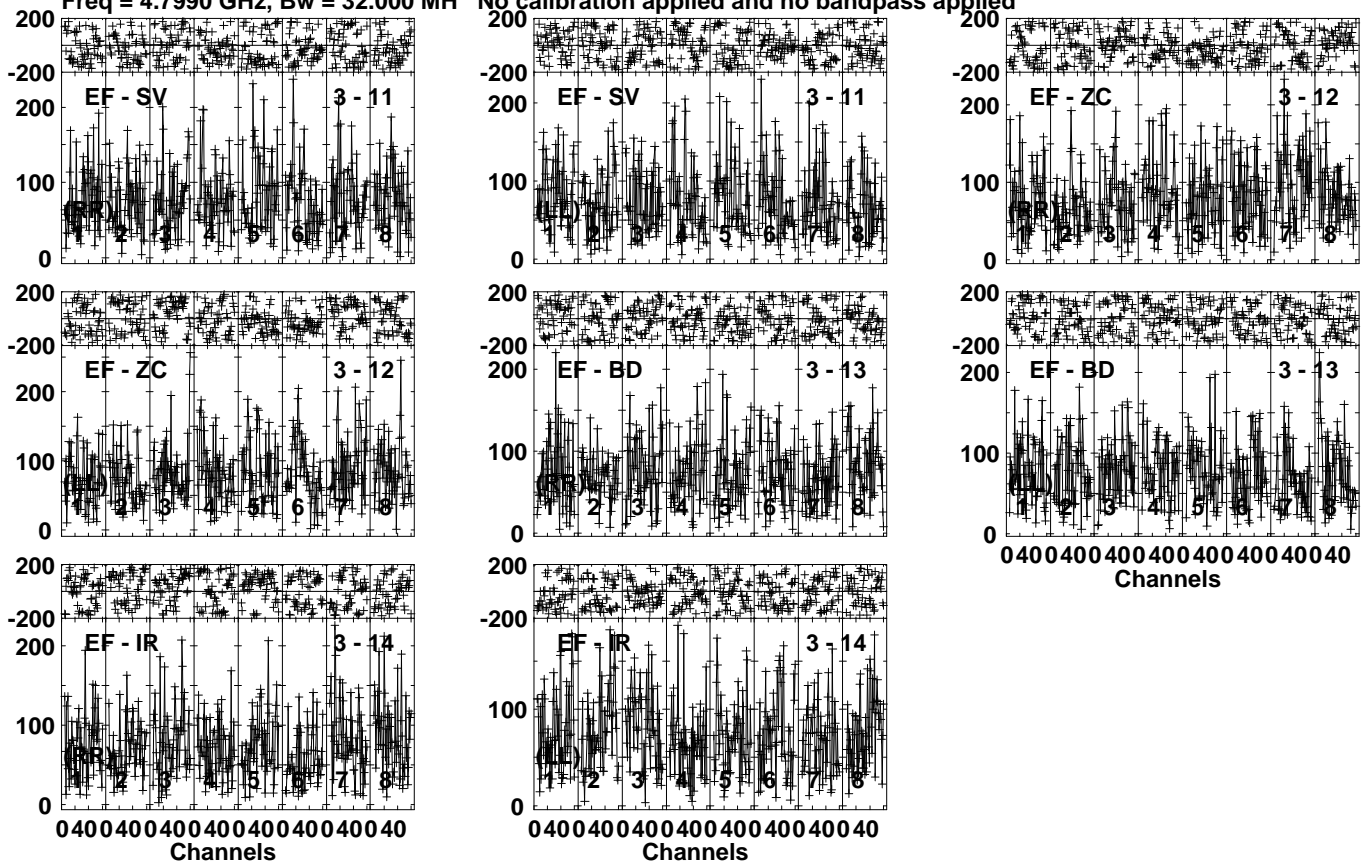 Freq = 4.7990 GHz, Bw = 32.000 MH No calibration applied and no bandpass applied
200 200 200
-200 -200 -200
EF - SV 3 - 11 EF - SV 3 - 11 EF - ZC 3 - 12
200 200 200
100 100 100
(RR) (LL) (RR)
1 2 3 4 5 6 7 8 1 2 3 4 5 6 7 8 1 2 3 4 5 6 7 8
0 0 0
200 200 200
-200 -200 -200
EF - ZC 3 - 12 EF - BD 3 - 13 EF - BD 3 - 13
200 200 200
100 100 100
(LL) (RR) (LL)
1 2 3 4 5 6 7 8 1 2 3 4 5 6 7 8 1 2 3 4 5 6 7 8
0 0 0
0 40 0 40 0 40 0 40 0 40 0 40 0 40 0 40
Channels
200 200
-200 -200
EF - IR 3 - 14 EF - IR 3 - 14
200
100 100
(RR) (LL)
1 2 3 4 5 6 7 8 1 2 3 4 5 6 7 8
0 0
0 40 0 40 0 40 0 40 0 40 0 40 0 40 0 40 0 40 0 40 0 40 0 40 0 40 0 40 0 40 0 40
Channels Channels